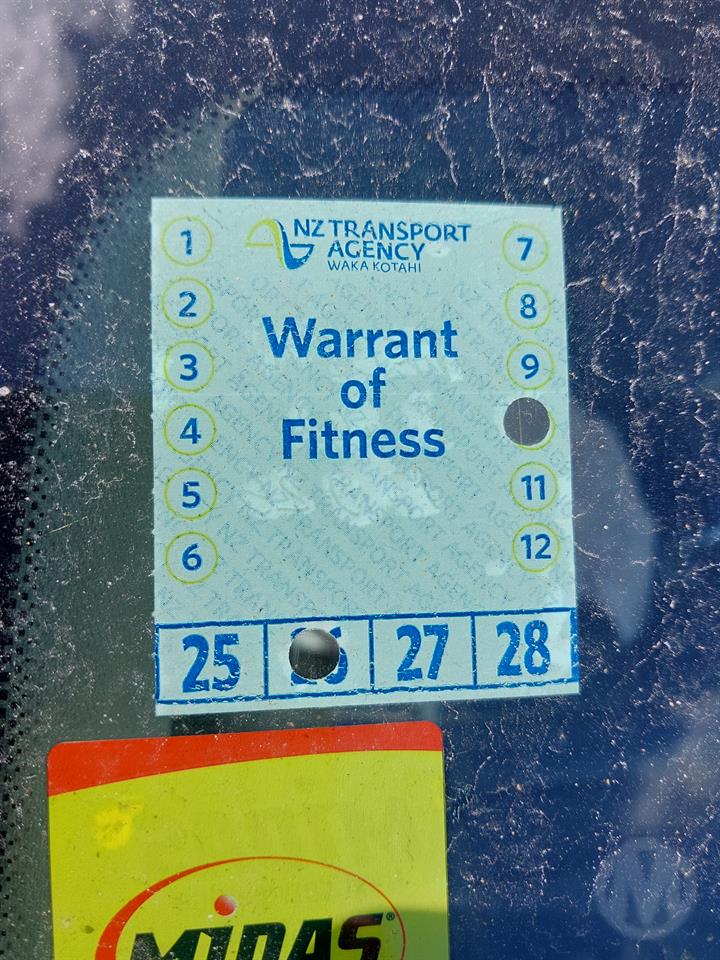 NZ TRANSPORT
AGENCY
WAKA KOTAHI
Warrant
of
Fitness
1
2
3
4
5
6
7
8
9
11
12
25 27 28
MIDAS®